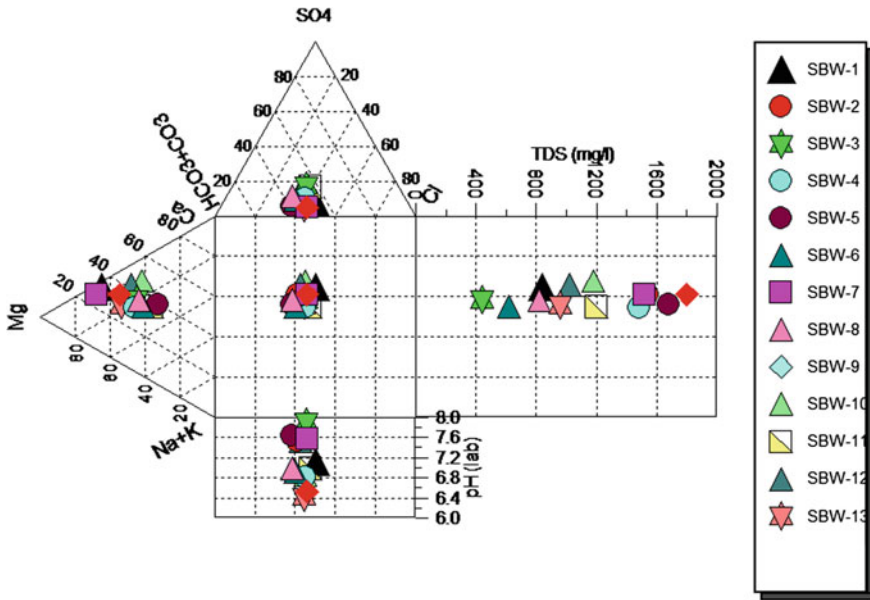 SO4
80 20
60 40
40 60
20 80
HCO3+CO3
0
Cl
Ca
80
60
40
20
Mg
80
60
40
20
Na+K
TDS (mg/l)
400 800 1200 1600 2000
8.0
7.6
7.2
6.8
6.4
6.0
pH (lab)
SBW-1
SBW-2
SBW-3
SBW-4
SBW-5
SBW-6
SBW-7
SBW-8
SBW-9
SBW-10
SBW-11
SBW-12
SBW-13